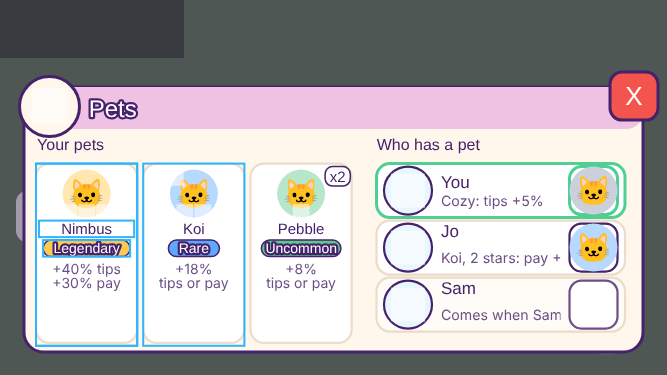 Pets
X
Your pets
Nimbus
Legendary
+40% tips
+30% pay
Koi
Rare
+18%
tips or pay
x2
Pebble
Uncommon
+8%
tips or pay
Who has a pet
You
Cozy: tips +5%
Jo
Koi, 2 stars: pay +
Sam
Comes when Sam